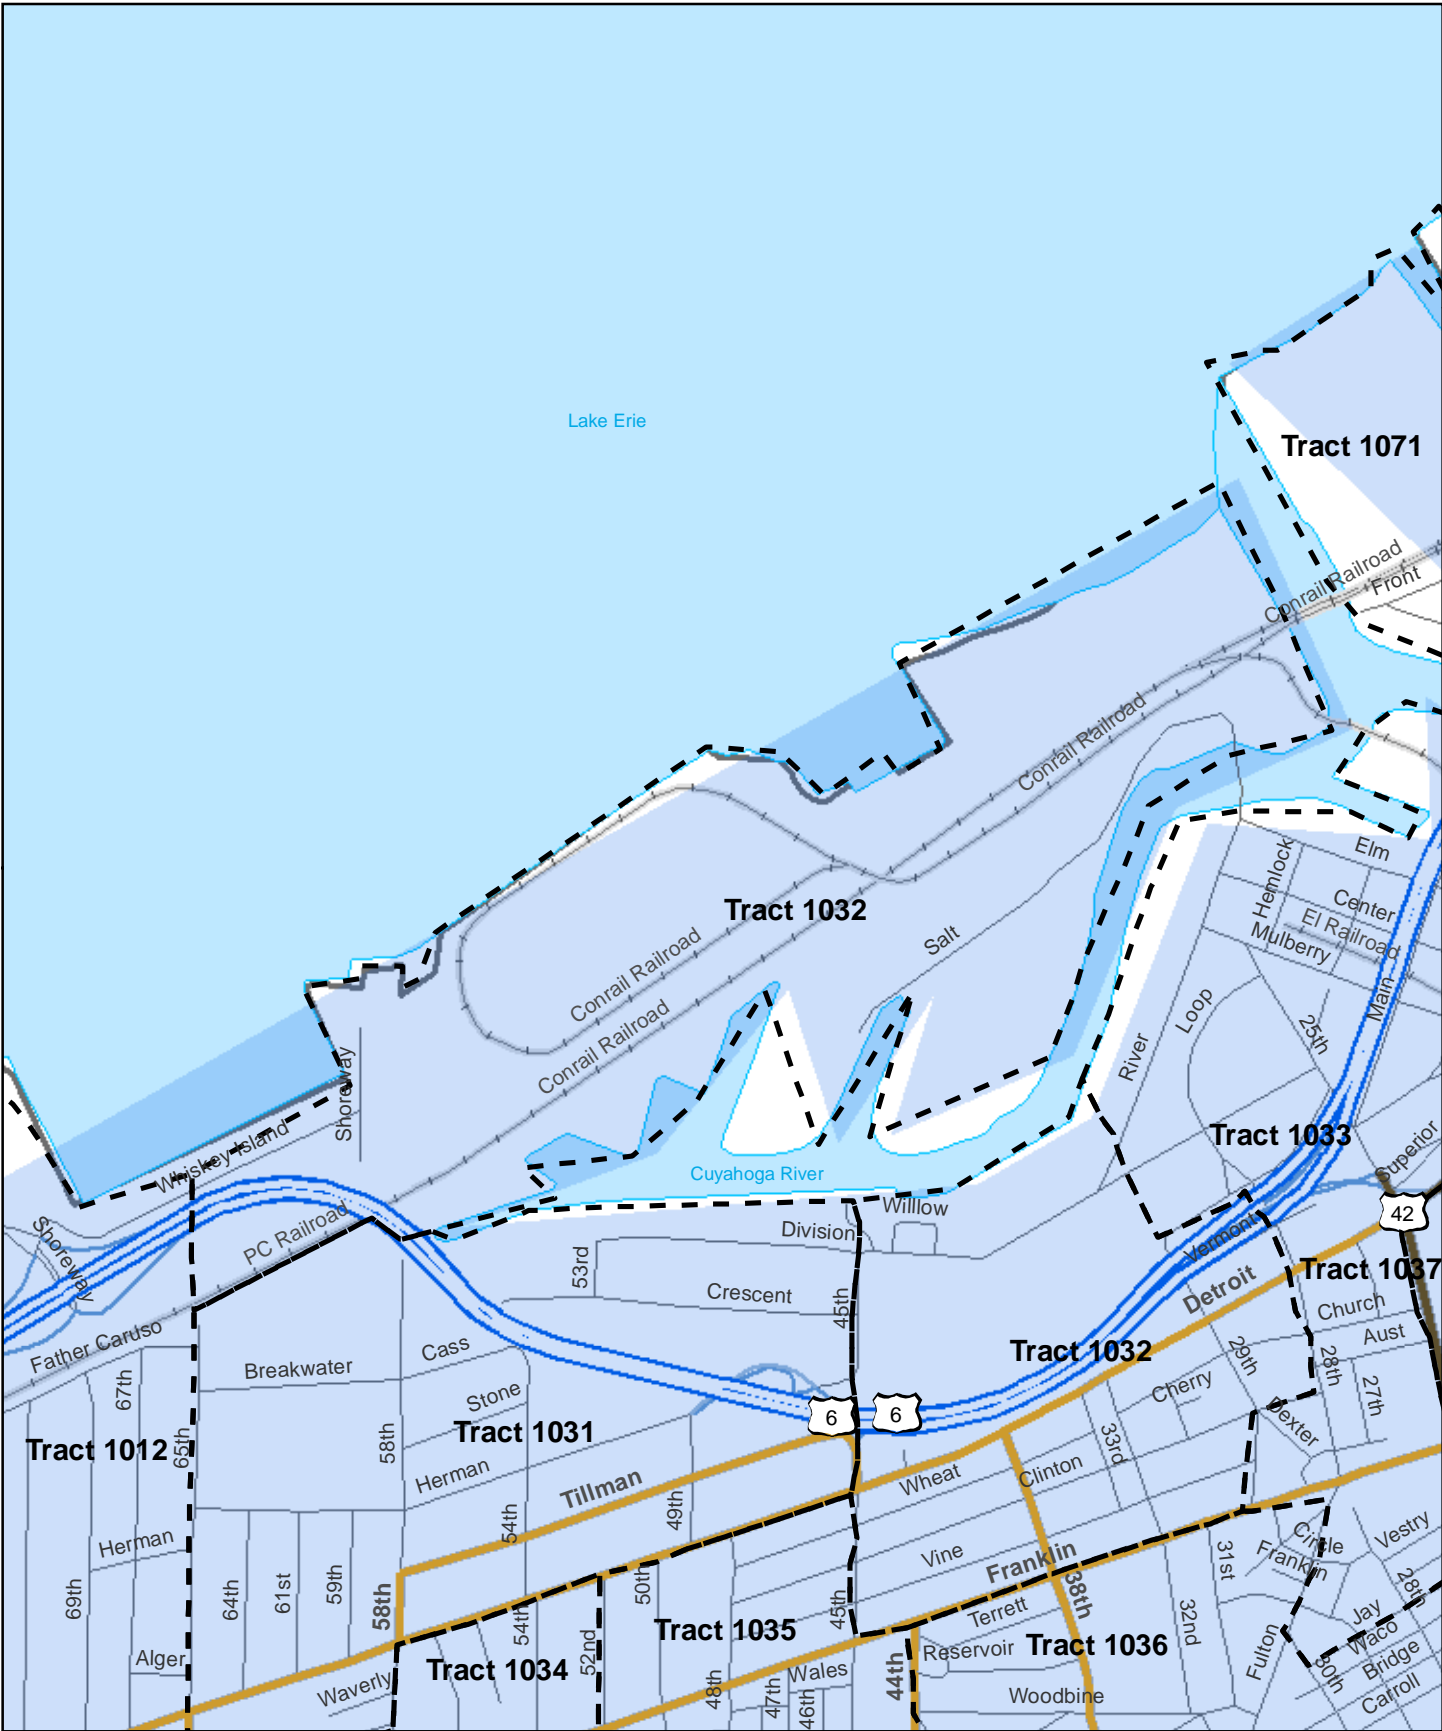 Lake Erie
Tract 1071
Conrail Railroad
Front
Conrail Railroad
Elm
Hemlock
Center
El Railroad
Mulberry
Tract 1032
Salt
Conrail Railroad
Conrail Railroad
Main
Loop
25th
River
Shoreway
Whiskey Island
Tract 1033
Superior
Cuyahoga River
Willlow
42
Division
Shoreway
PC Railroad
Vermont
53rd
Crescent
45th
Detroit
Tract 1037
Church
Aust
Father Caruso
Breakwater
Cass
Tract 1032
29th
28th
27th
67th
Stone
Cherry
6
6
Dexter
Tract 1012
65th
58th
Tract 1031
33rd
Herman
Tillman
Wheat
Clinton
54th
49th
Herman
Vine
Franklin
Circle
Franklin
Vestry
31st
69th
64th
61st
59th
58th
50th
45th
38th
28th
Terrett
32nd
Jay
Waco
54th
52nd
Tract 1035
Tract 1036
Reservoir
Fulton
30th
Bridge
Carroll
Alger
Waverly
Tract 1034
48th
47th
46th
Wales
44th
Woodbine